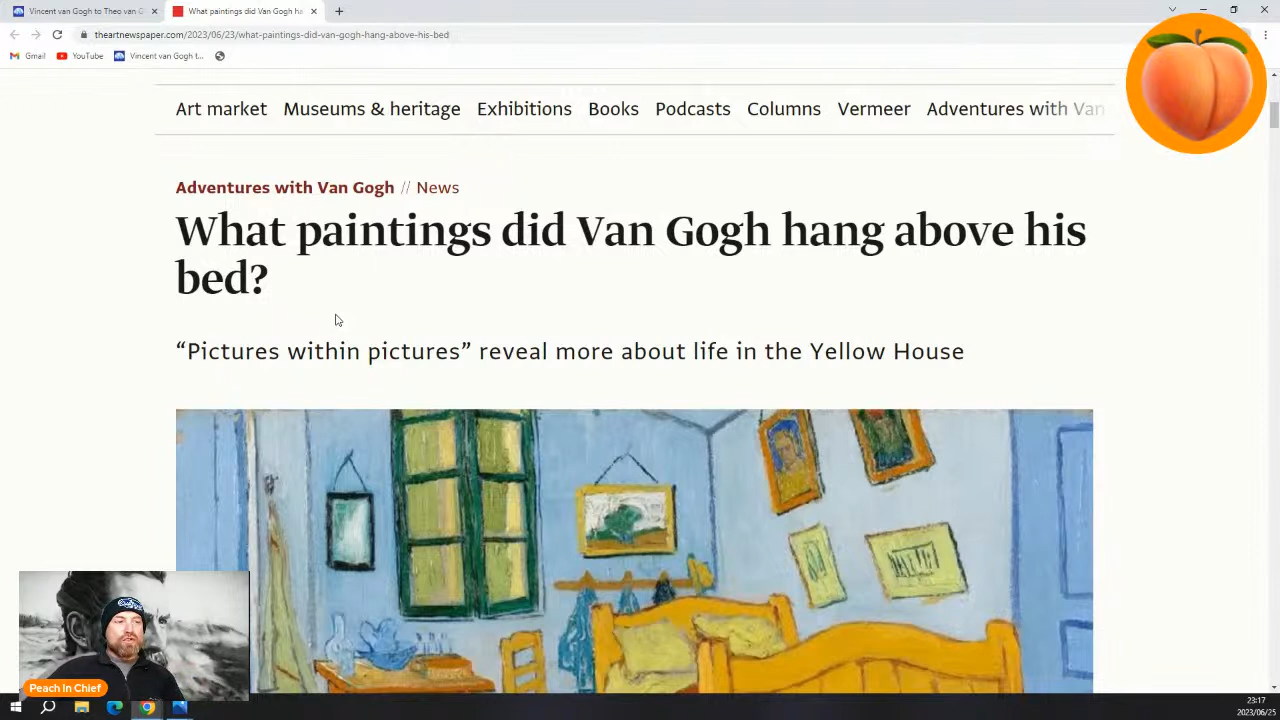 Vincent van Gogh to Theo van G
What paintings did Van Gogh ha
theartnewspaper.com/2023/06/23/what-paintings-did-van-gogh-hang-above-his-bed
Gmail
YouTube
Vincent van Gogh t...
Art market
Museums & heritage
Exhibitions
Books
Podcasts
Columns
Vermeer
Adventures with Van
Adventures with Van Gogh // News
What paintings did Van Gogh hang above his
bed?
“Pictures within pictures” reveal more about life in the Yellow House
Peach in Chief
23:17
2023/06/25